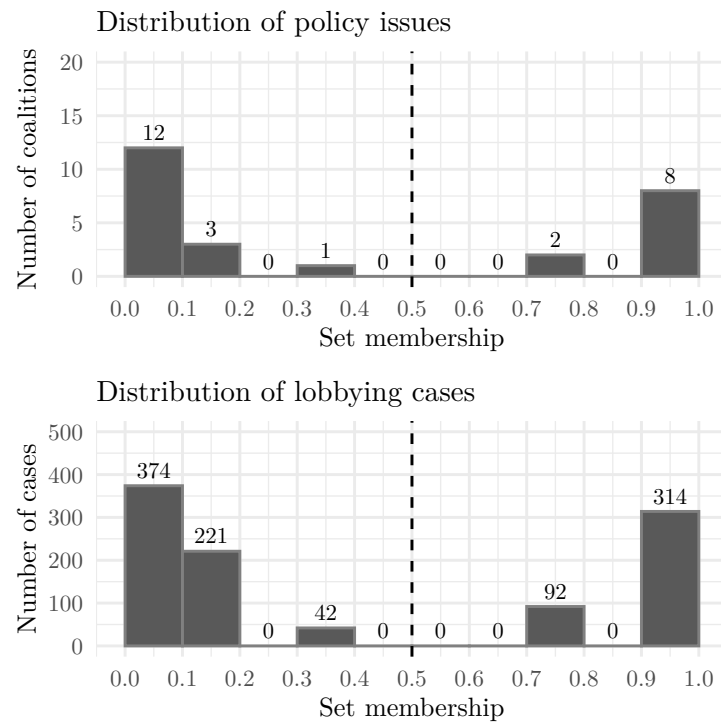 Distribution of policy issues
Number of coalitions
20
15
10
5
0
12 3 0 1 0 0 0 2 0 8
0.0 0.1 0.2 0.3 0.4 0.5 0.6 0.7 0.8 0.9 1.0
Set membership
Distribution of lobbying cases
Number of cases
500
400
300
200
100
0
374 221 0 42 0 0 0 92 0 314
0.0 0.1 0.2 0.3 0.4 0.5 0.6 0.7 0.8 0.9 1.0
Set membership